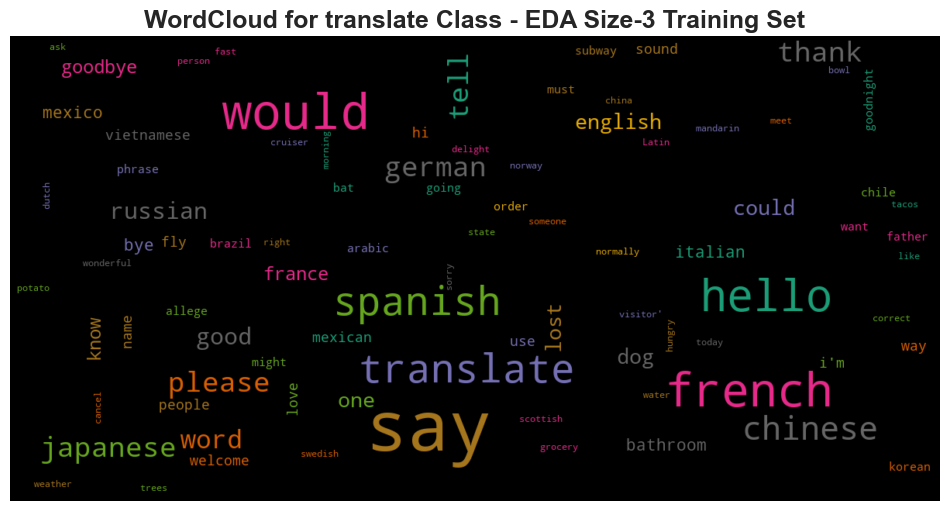 WordCloud for translate Class - EDA Size-3 Training Set
ask
fast
subway
sound
thank
goodbye
person
tell
bowl
must
goodnight
would
china
mexico
english
hi
vietnamese
cruiser
morning
mandarin
meet
Latin
delight
german
phrase
norway
dutch
bat
going
chile
russian
order
could
tacos
someone
want
state
father
bye
fly
brazil
right
arabic
normally
italian
like
wonderful
france
sorry
potato
spanish
hello
allege
visitor'
correct
know
name
good
mexican
lost
use
hungry
today
way
dog
might
translate
i'm
please
love
water
french
cancel
people
one
say
scottish
chinese
japanese
word
grocery
bathroom
welcome
swedish
korean
weather
trees